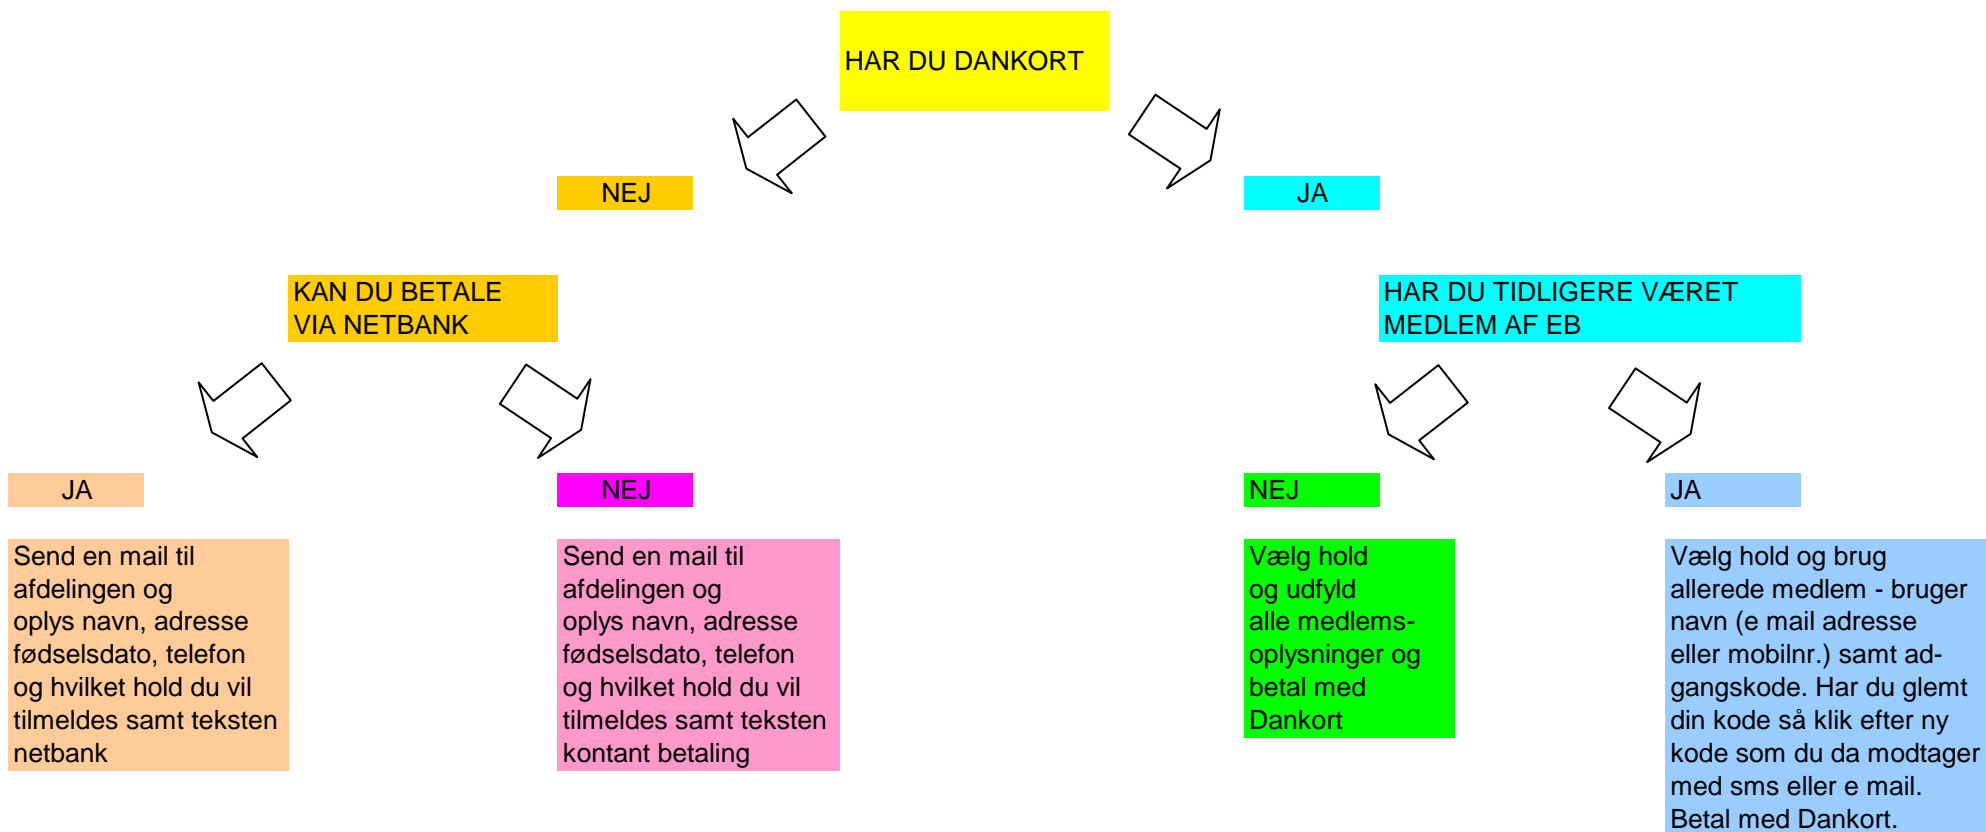 HAR DU DANKORT
NEJ
JA
KAN DU BETALE
VIA NETBANK
HAR DU TIDLIGERE VÆRET
MEDLEM AF EB
JA
NEJ
NEJ
JA
Send en mail til
afdelingen og
oplys navn, adresse
fødselsdato, telefon
og hvilket hold du vil
tilmeldes samt teksten
netbank
Send en mail til
afdelingen og
oplys navn, adresse
fødselsdato, telefon
og hvilket hold du vil
tilmeldes samt teksten
kontant betaling
Vælg hold
og udfyld
alle medlems-
oplysninger og
betal med
Dankort
Vælg hold og brug
allerede medlem - bruger
navn (e mail adresse
eller mobilnr.) samt ad-
gangskode. Har du glemt
din kode så klik efter ny
kode som du da modtager
med sms eller e mail.
Betal med Dankort.